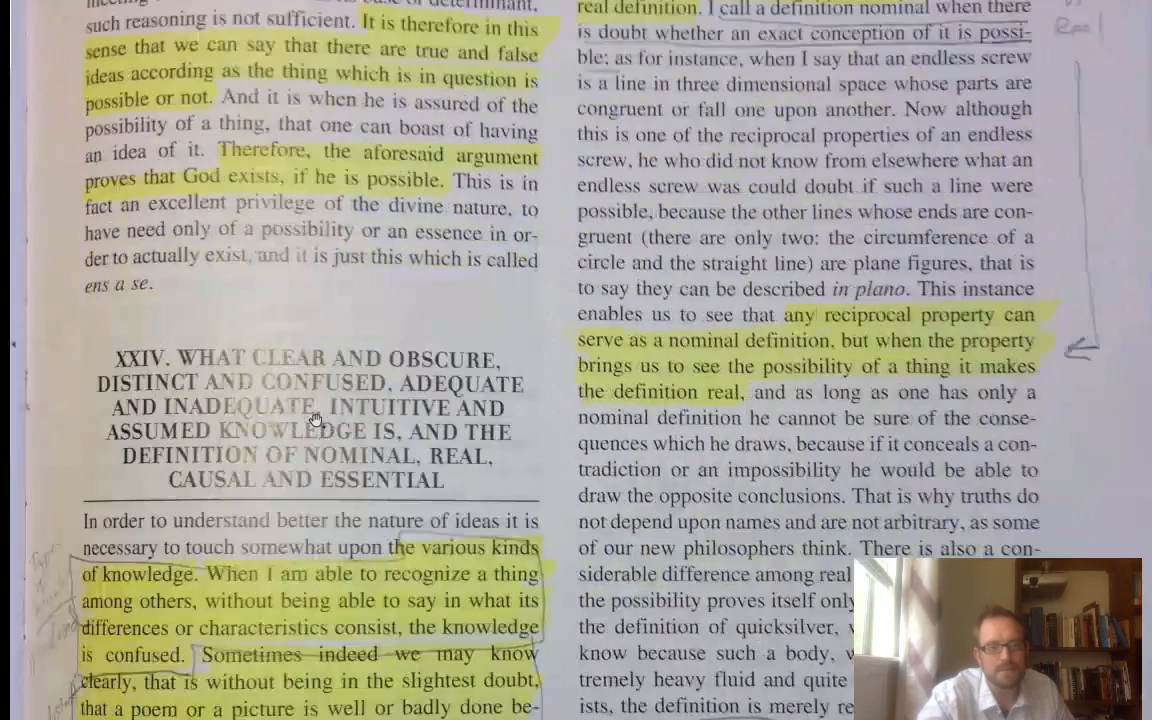 such reasoning is not sufficient. It is therefore in this
sense that we can say that there are true and false
ideas according as the thing which is in question is
possible or not. And it is when he is assured of the
possibility of a thing, that one can boast of having
an idea of it. Therefore, the aforesaid argument
proves that God exists, if he is possible. This is in
fact an excellent privilege of the divine nature, to
have need only of a possibility or an essence in or-
der to actually exist, and it is just this which is called
ens a se.
XXIV. WHAT CLEAR AND OBSCURE,
DISTINCT AND CONFUSED, ADEQUATE
AND INADEQUATE, INTUITIVE AND
ASSUMED KNOWLEDGE IS, AND THE
DEFINITION OF NOMINAL, REAL,
CAUSAL AND ESSENTIAL
In order to understand better the nature of ideas it is
necessary to touch somewhat upon the various kinds
of knowledge. When I am able to recognize a thing
among others, without being able to say in what its
differences or characteristics consist, the knowledge
is confused. Sometimes indeed we may know
clearly, that is without being in the slightest doubt,
that a poem or a picture is well or badly done be-
real definition. I call a definition nominal when there
is doubt whether an exact conception of it is possi-
ble; as for instance, when I say that an endless screw
is a line in three dimensional space whose parts are
congruent or fall one upon another. Now although
this is one of the reciprocal properties of an endless
screw, he who did not know from elsewhere what an
endless screw was could doubt if such a line were
possible, because the other lines whose ends are con-
gruent (there are only two: the circumference of a
circle and the straight line) are plane figures, that is
to say they can be described in plano. This instance
enables us to see that any reciprocal property can
serve as a nominal definition, but when the property
brings us to see the possibility of a thing it makes
the definition real, and as long as one has only a
nominal definition he cannot be sure of the conse-
quences which he draws, because if it conceals a con-
tradiction or an impossibility he would be able to
draw the opposite conclusions. That is why truths do
not depend upon names and are not arbitrary, as some
of our new philosophers think. There is also a con-
siderable difference among real
the possibility proves itself only
the definition of quicksilver,
know because such a body,
tremely heavy fluid and quite
ists, the definition is merely
Real